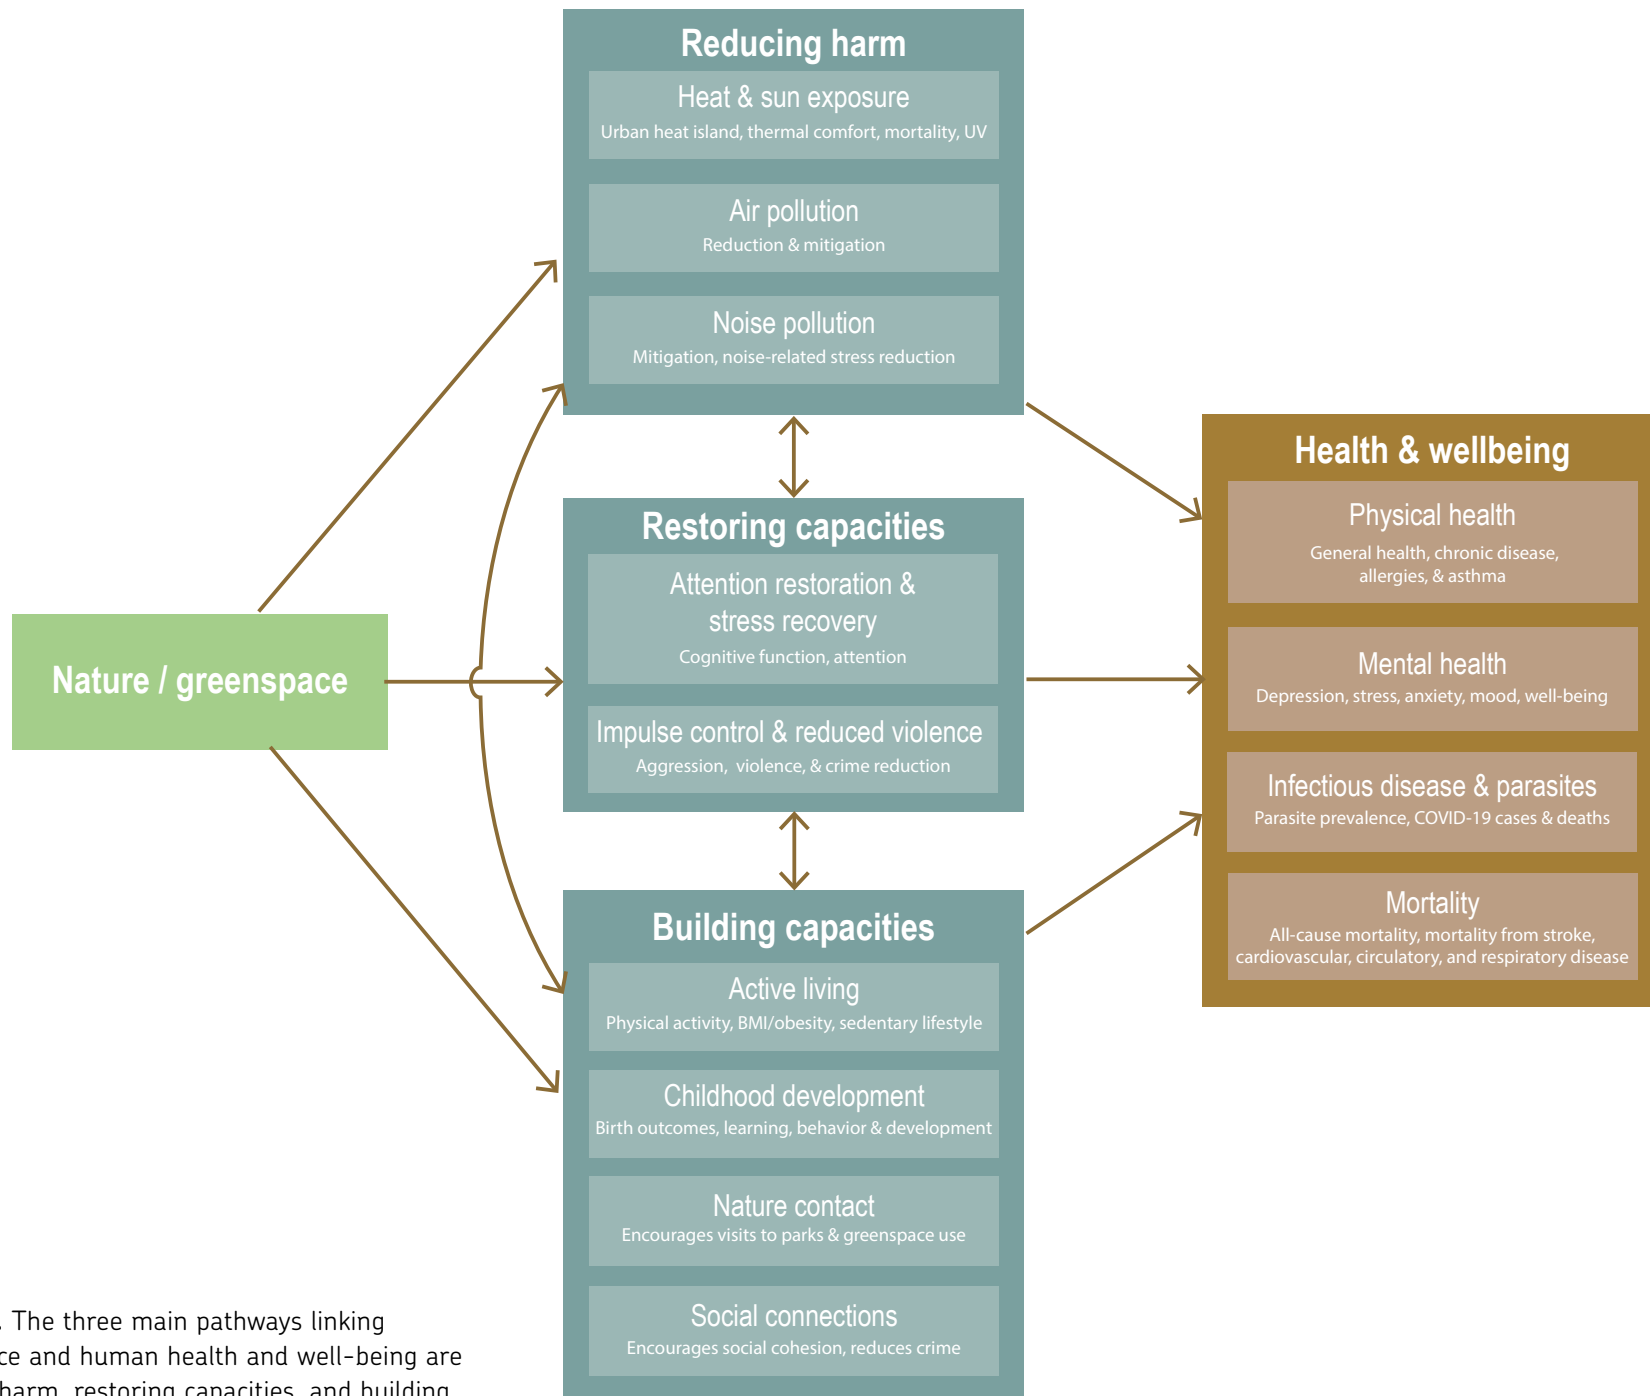 Reducing harm
Heat & sun exposure
Urban heat island, thermal comfort, mortality, UV
Air pollution
Reduction & mitigation
Noise pollution
Mitigation, noise-related stress reduction
Restoring capacities
Attention restoration &
stress recovery
Cognitive function, attention
Impulse control & reduced violence
Aggression, violence, & crime reduction
Nature / greenspace
Building capacities
Active living
Physical activity, BMI/obesity, sedentary lifestyle
Childhood development
Birth outcomes, learning, behavior & development
Nature contact
Encourages visits to parks & greenspace use
Social connections
Encourages social cohesion, reduces crime
Health & wellbeing
Physical health
General health, chronic disease,
allergies, & asthma
Mental health
Depression, stress, anxiety, mood, well-being
Infectious disease & parasites
Parasite prevalence, COVID-19 cases & deaths
Mortality
All-cause mortality, mortality from stroke,
cardiovascular, circulatory, and respiratory disease
. The three main pathways linking
ce and human health and well-being are
harm, restoring capacities, and building